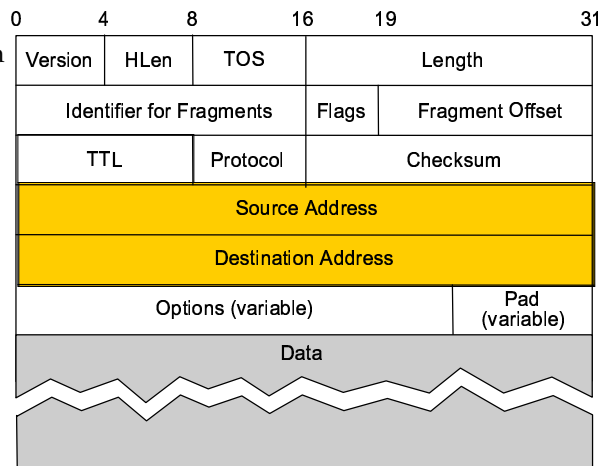 0 4 8 16 19 31
n
Version HLen TOS Length
Identifier for Fragments Flags Fragment Offset
TTL Protocol Checksum
Source Address
Destination Address
Options (variable) Pad
(variable)
Data